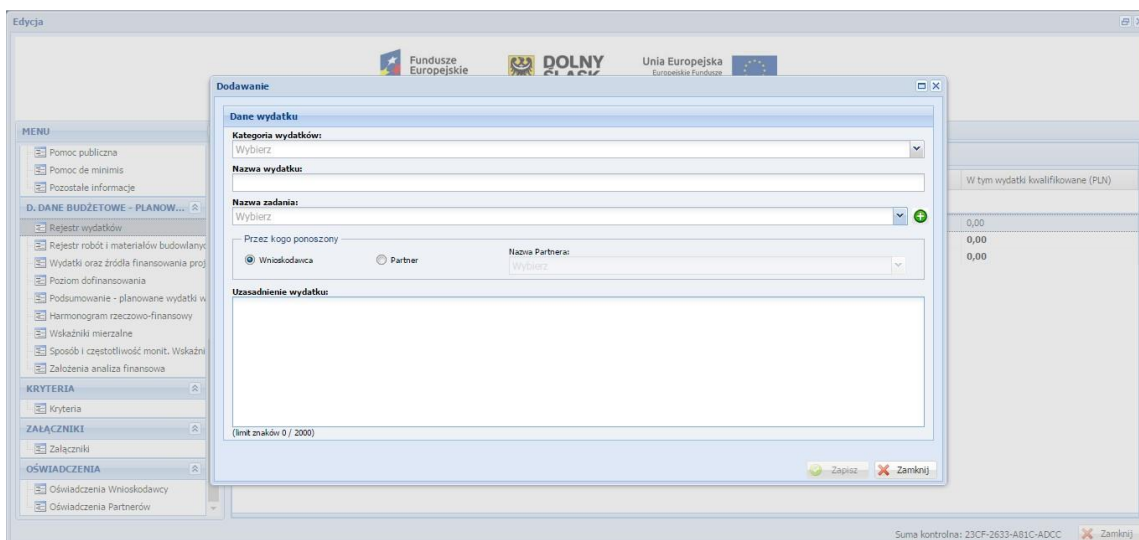 Edycja
Fundusze
Europejskie
DOLNY
ŚLĄSK
Unia Europejska
Europejskie Fundusze
Dodawanie
Dane wydatku
Kategoria wydatków:
Wybierz
Nazwa wydatku:
Nazwa zadania:
Wybierz
Przez kogo ponoszony
Wnioskodawca
Partner
Nazwa Partnera:
Wybierz
Uzasadnienie wydatku:
(limit znaków 0 / 2000)
Zapisz
Zamknij
MENU
Pomoc publiczna
Pomoc de minimis
Pozostałe informacje
D. DANE BUDŻETOWE - PLANOW...
Rejestr wydatków
Rejestr robót i materiałów budowlanyc
Wydatki oraz źródła finansowania proj
Poziom dofinansowania
Podsumowanie - planowane wydatki w
Harmonogram rzeczowo-finansowy
Wskaźniki mierzalne
Sposób i częstotliwość monit. Wskaźni
Założenia analiza finansowa
KRYTERIA
Kryteria
ZAŁĄCZNIKI
Załączniki
OŚWIADCZENIA
Oświadczenia Wnioskodawcy
Oświadczenia Partnerów
W tym wydatki kwalifikowane (PLN)
0,00
0,00
0,00
Suma kontrolna: 23CF-2633-A81C-ADCC
Zamknij